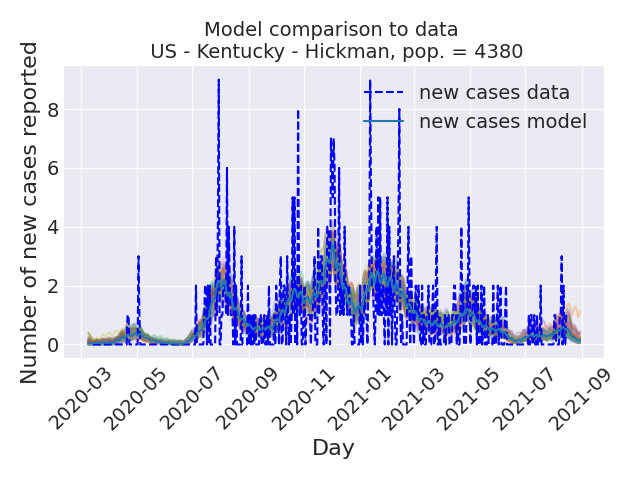 Model comparison to data
US - Kentucky - Hickman, pop. = 4380
Number of new cases reported
8
6
4
2
0
new cases data
new cases model
2020-03
2020-05
2020-07
2020-09
2020-11
2021-01
2021-03
2021-05
2021-07
2021-09
Day